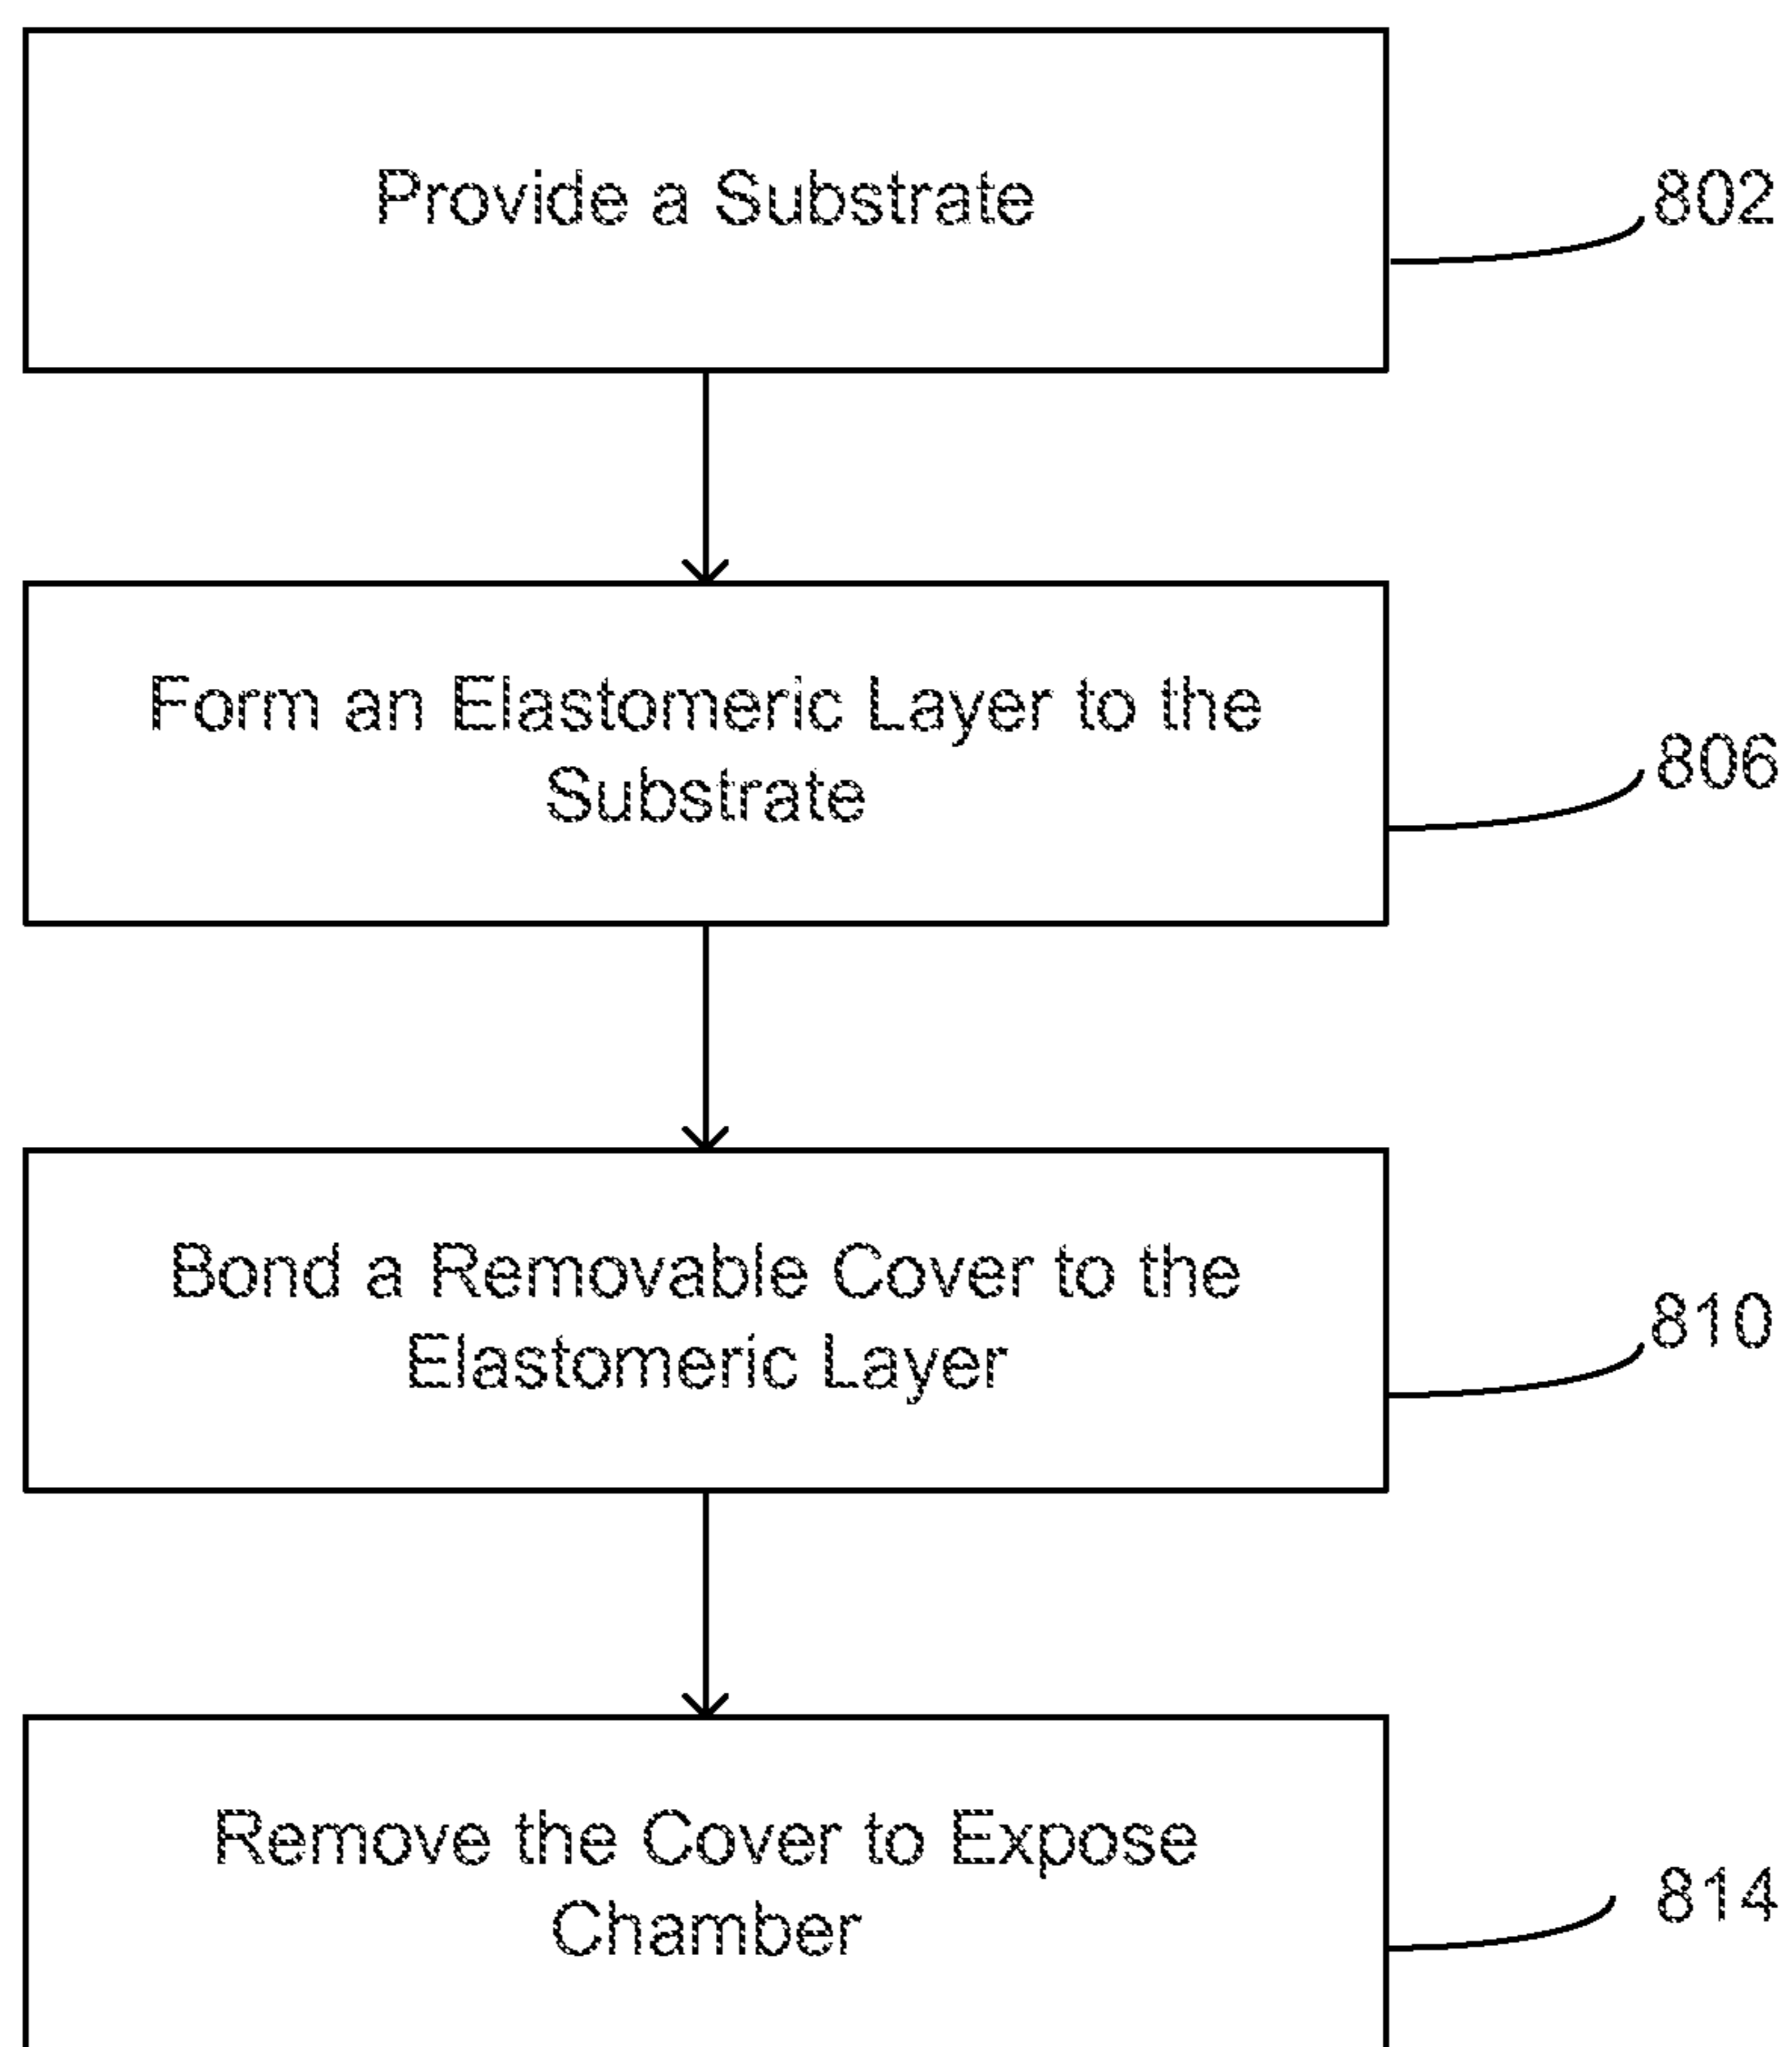 Provide a Substrate
802
Form an Elastomeric Layer to the
Substrate
806
Bond a Removable Cover to the
Elastomeric Layer
810
Remove the Cover to Expose
Chamber
814